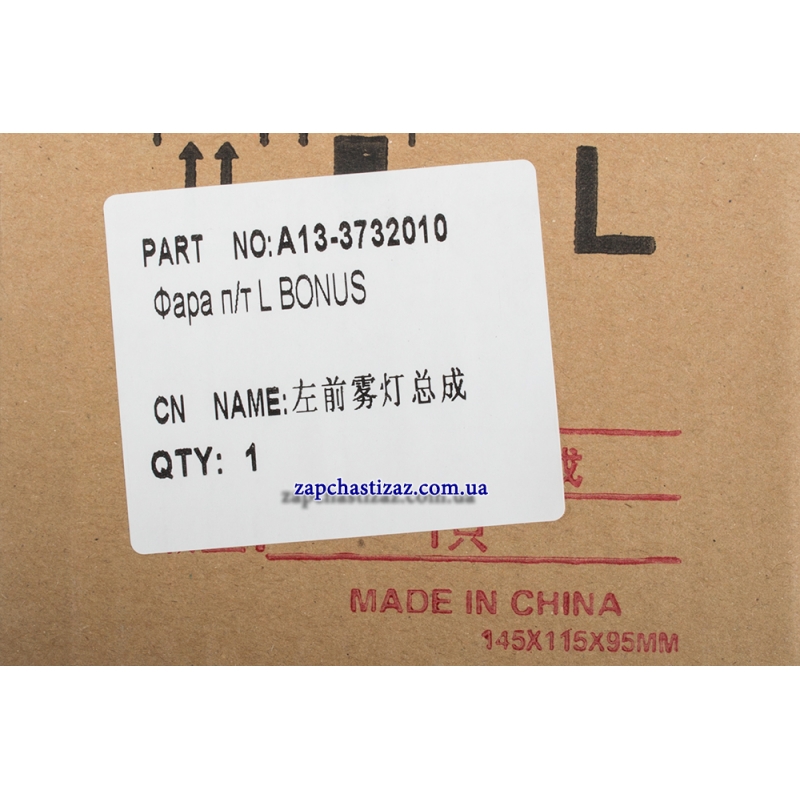 L
PART NO:A13-3732010
Фара п/т L BONUS
CN NAME:左前雾灯总成
QTY: 1
zapchastizaz.com.ua
MADE IN CHINA
145X115X95MM